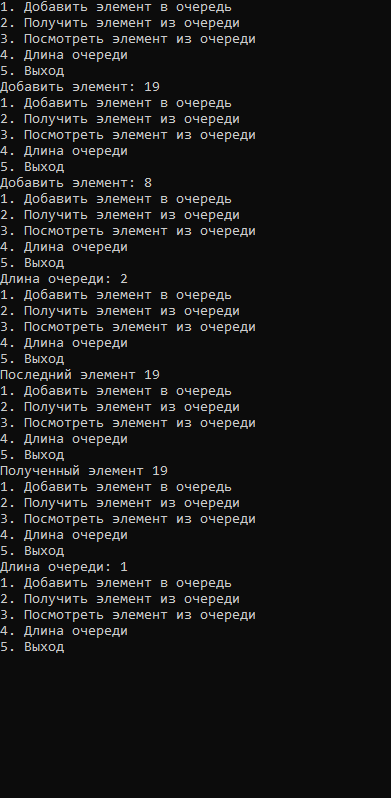 1. Добавить элемент в очередь
2. Получить элемент из очереди
3. Посмотреть элемент из очереди
4. Длина очереди
5. Выход
Добавить элемент: 19
1. Добавить элемент в очередь
2. Получить элемент из очереди
3. Посмотреть элемент из очереди
4. Длина очереди
5. Выход
Добавить элемент: 8
1. Добавить элемент в очередь
2. Получить элемент из очереди
3. Посмотреть элемент из очереди
4. Длина очереди
5. Выход
Длина очереди: 2
1. Добавить элемент в очередь
2. Получить элемент из очереди
3. Посмотреть элемент из очереди
4. Длина очереди
5. Выход
Последний элемент 19
1. Добавить элемент в очередь
2. Получить элемент из очереди
3. Посмотреть элемент из очереди
4. Длина очереди
5. Выход
Полученный элемент 19
1. Добавить элемент в очередь
2. Получить элемент из очереди
3. Посмотреть элемент из очереди
4. Длина очереди
5. Выход
Длина очереди: 1
1. Добавить элемент в очередь
2. Получить элемент из очереди
3. Посмотреть элемент из очереди
4. Длина очереди
5. Выход